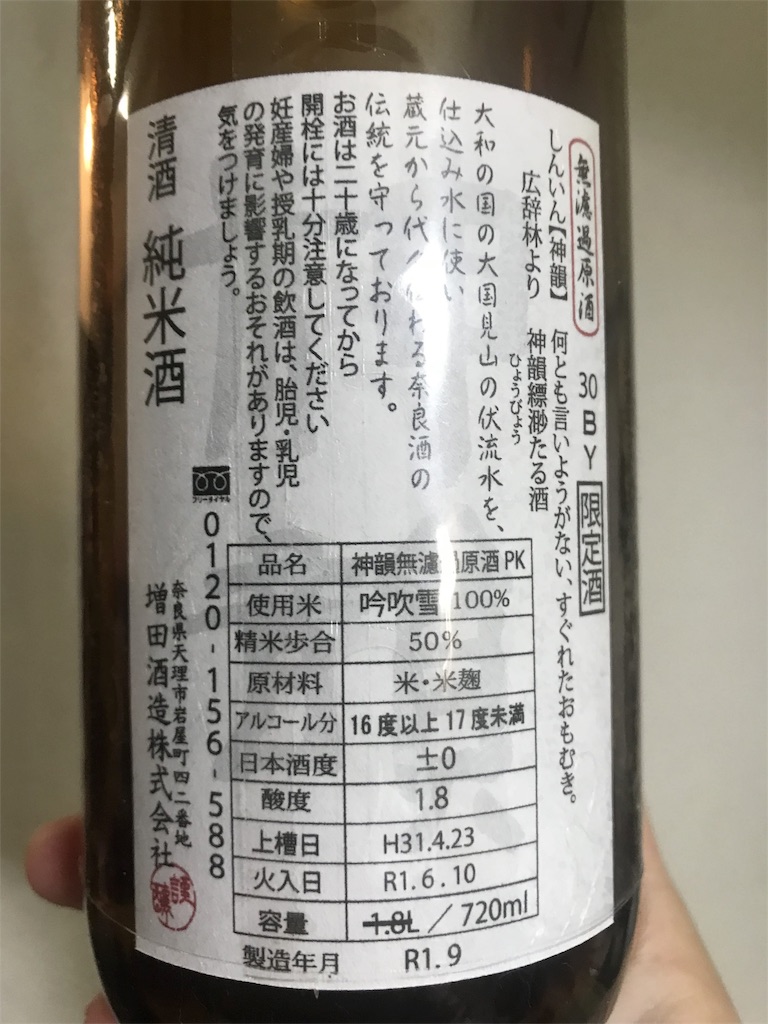 無濾過原酒 30BY 限定酒
しんいん【神韻】 何とも言いようがない、すぐれたおもむき。
広辞林より 神韻縹渺たる酒
ひょうびょう
大和の国の大国見山の伏流水を、
仕込み水に使い
蔵元から代々伝わる奈良酒の
伝統を守っております。
お酒は二十歳になってから
開栓には十分注意してください
妊産婦や授乳期の飲酒は、胎児・乳児
の発育に影響するおそれがありますので、
気をつけましょう。
清酒 純米酒
フリーダイヤル
0120-156-588
奈良県天理市岩屋町四二番地
増田酒造株式会社
謹醸
品名 神韻無濾過原酒 PK
使用米 吟吹雪 100%
精米歩合 50%
原材料 米・米麹
アルコール分 16度以上17度未満
日本酒度 ±0
酸度 1.8
上槽日 H31.4.23
火入日 R1.6.10
容量 1.8L／720ml
製造年月 R1.9